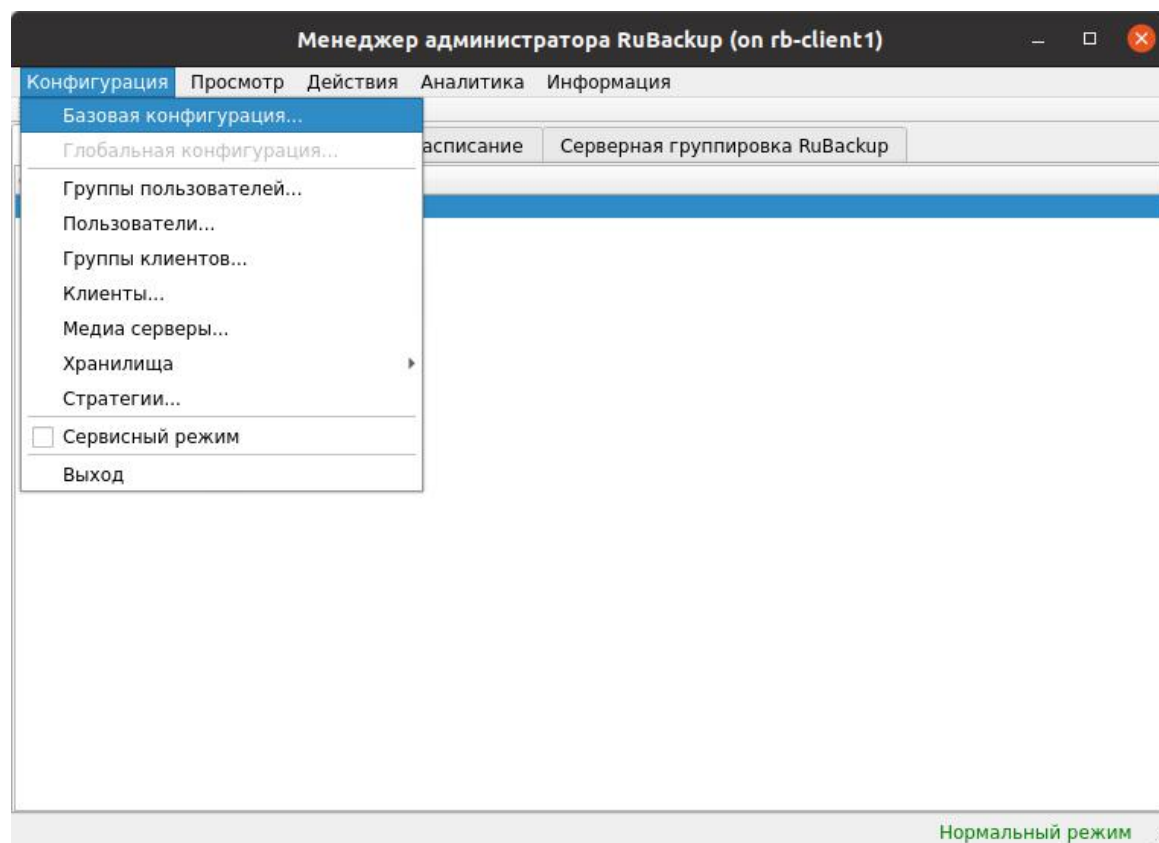 Менеджер администратора RuBackup (on rb-client1)
Конфигурация Просмотр Действия Аналитика Информация
Базовая конфигурация...
Глобальная конфигурация...
асписание Серверная группировка RuBackup
Группы пользователей...
Пользователи...
Группы клиентов...
Клиенты...
Медиа серверы...
Хранилища
Стратегии...
Сервисный режим
Выход
Нормальный режим